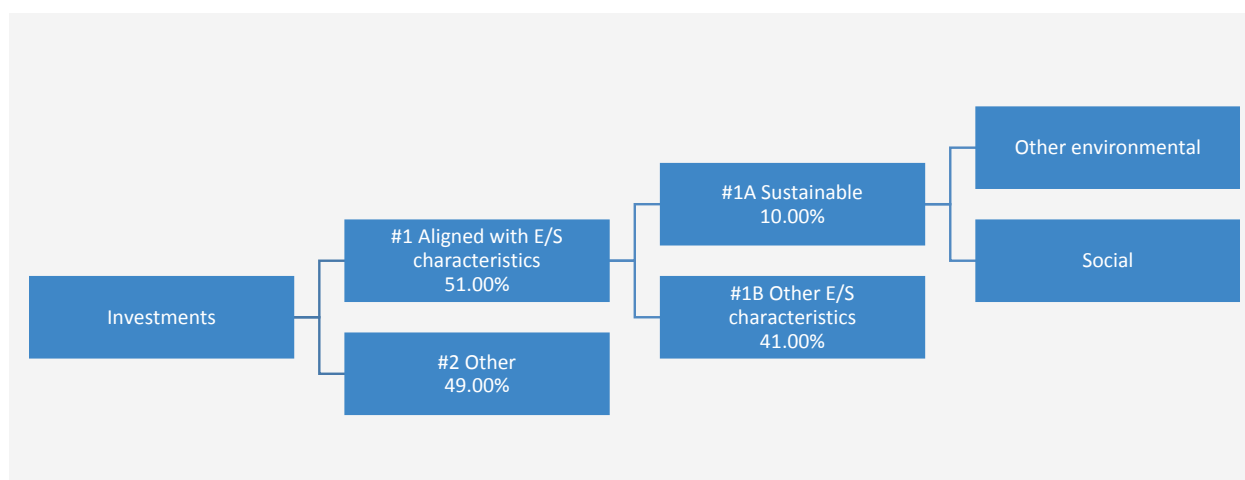 Investments
#1 Aligned with E/S
characteristics
51.00%
#2 Other
49.00%
#1A Sustainable
10.00%
#1B Other E/S
characteristics
41.00%
Other environmental
Social